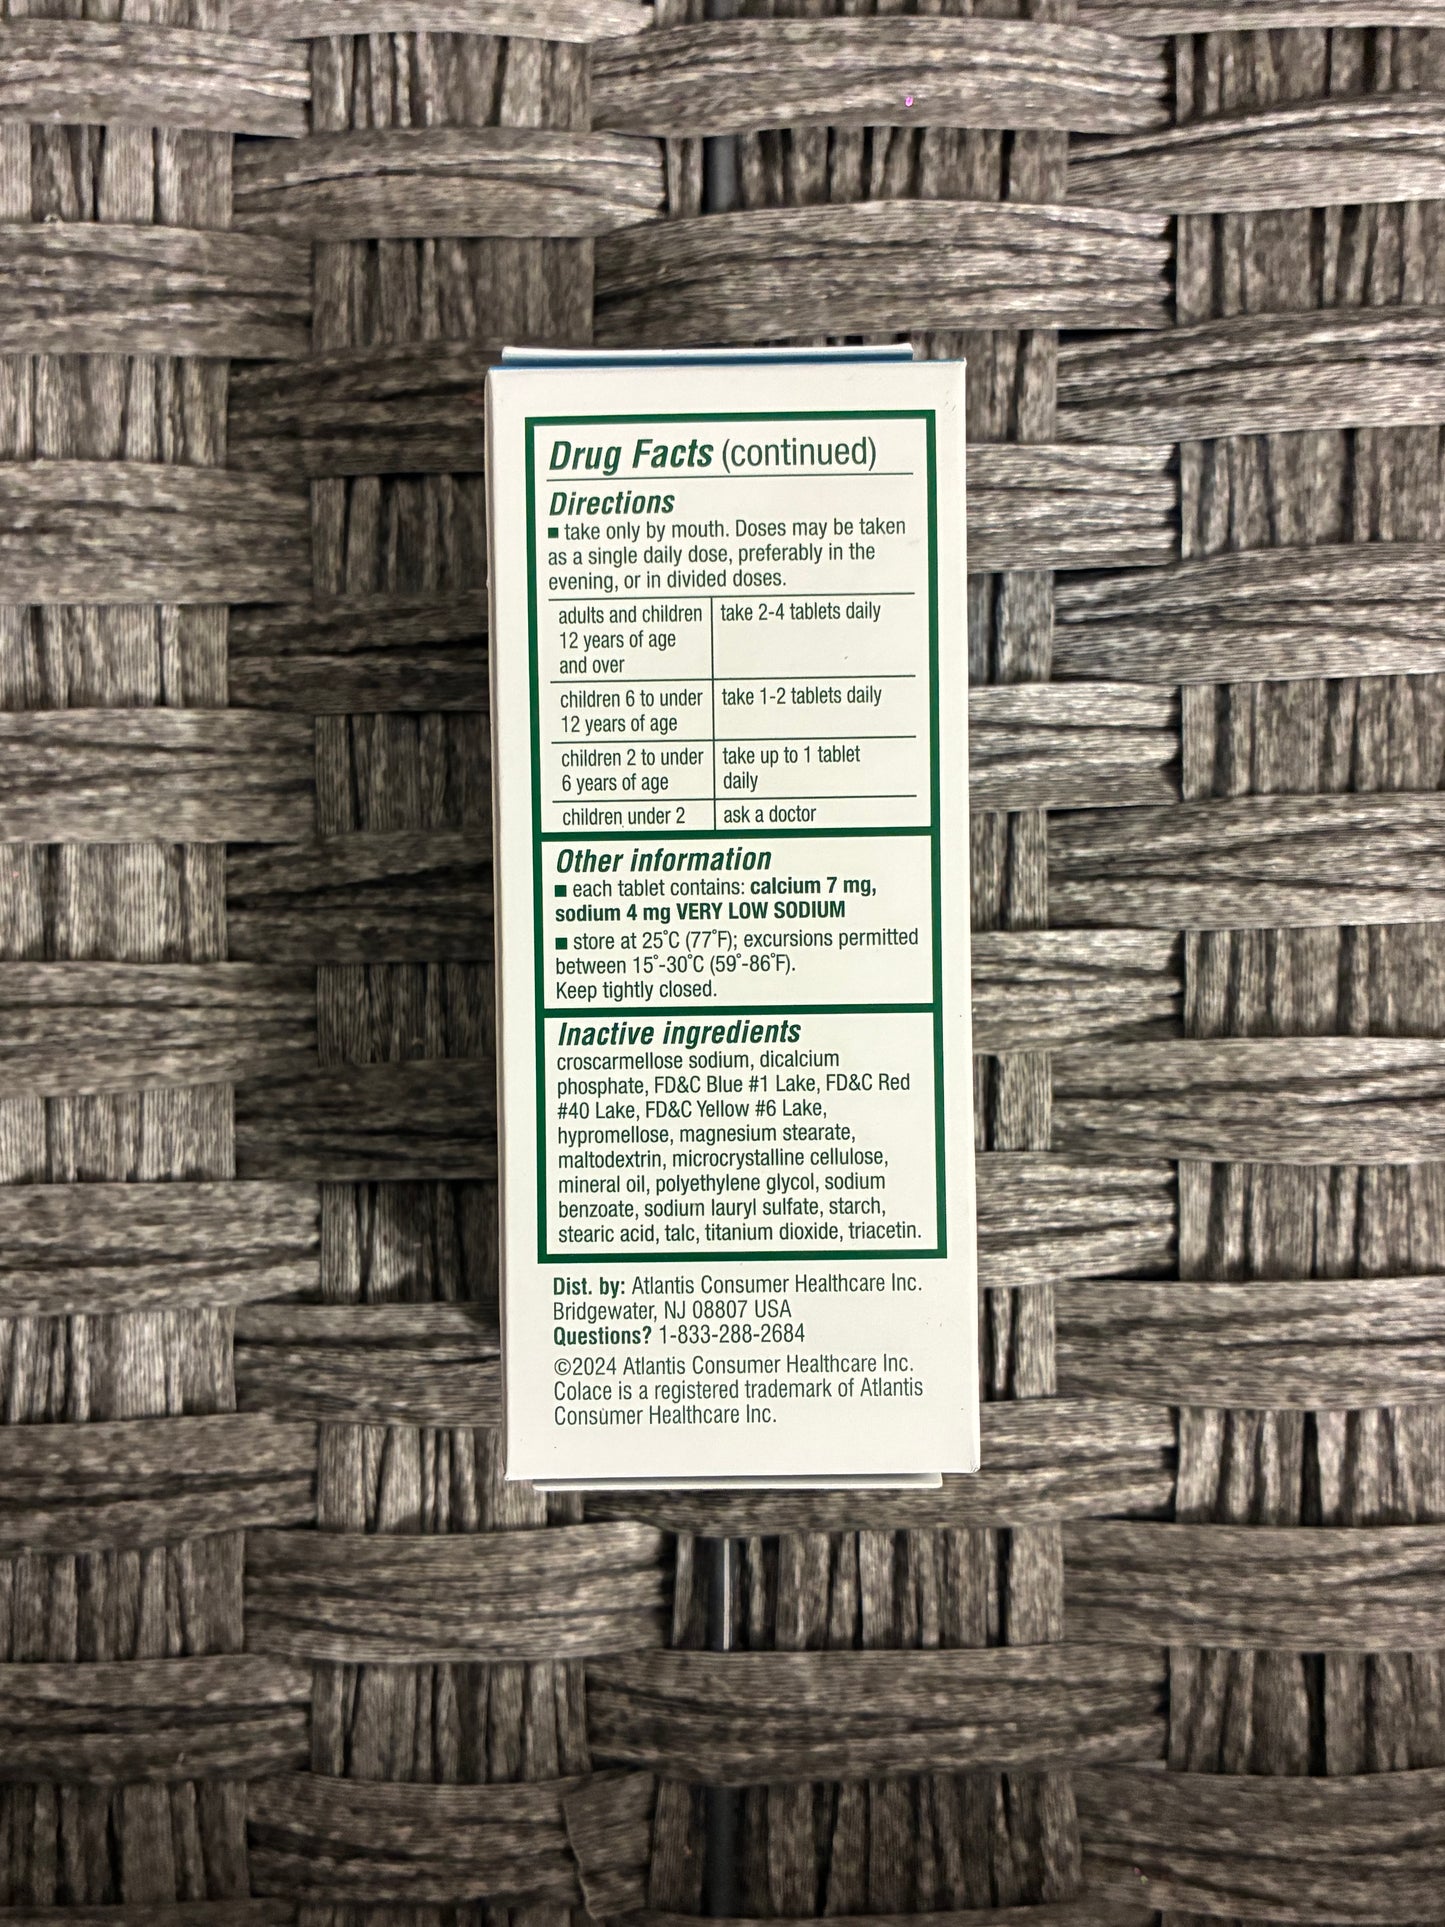 Drug Facts (continued)
Directions
■ take only by mouth. Doses may be taken
as a single daily dose, preferably in the
evening, or in divided doses.
adults and children
12 years of age
and over
take 2-4 tablets daily
children 6 to under
12 years of age
take 1-2 tablets daily
children 2 to under
6 years of age
take up to 1 tablet
daily
children under 2
ask a doctor
Other information
■ each tablet contains: calcium 7 mg,
sodium 4 mg VERY LOW SODIUM
■ store at 25˚C (77˚F); excursions permitted
between 15˚-30˚C (59˚-86˚F).
Keep tightly closed.
Inactive ingredients
croscarmellose sodium, dicalcium
phosphate, FD&C Blue #1 Lake, FD&C Red
#40 Lake, FD&C Yellow #6 Lake,
hypromellose, magnesium stearate,
maltodextrin, microcrystalline cellulose,
mineral oil, polyethylene glycol, sodium
benzoate, sodium lauryl sulfate, starch,
stearic acid, talc, titanium dioxide, triacetin.
Dist. by: Atlantis Consumer Healthcare Inc.
Bridgewater, NJ 08807 USA
Questions? 1-833-288-2684
©2024 Atlantis Consumer Healthcare Inc.
Colace is a registered trademark of Atlantis
Consumer Healthcare Inc.